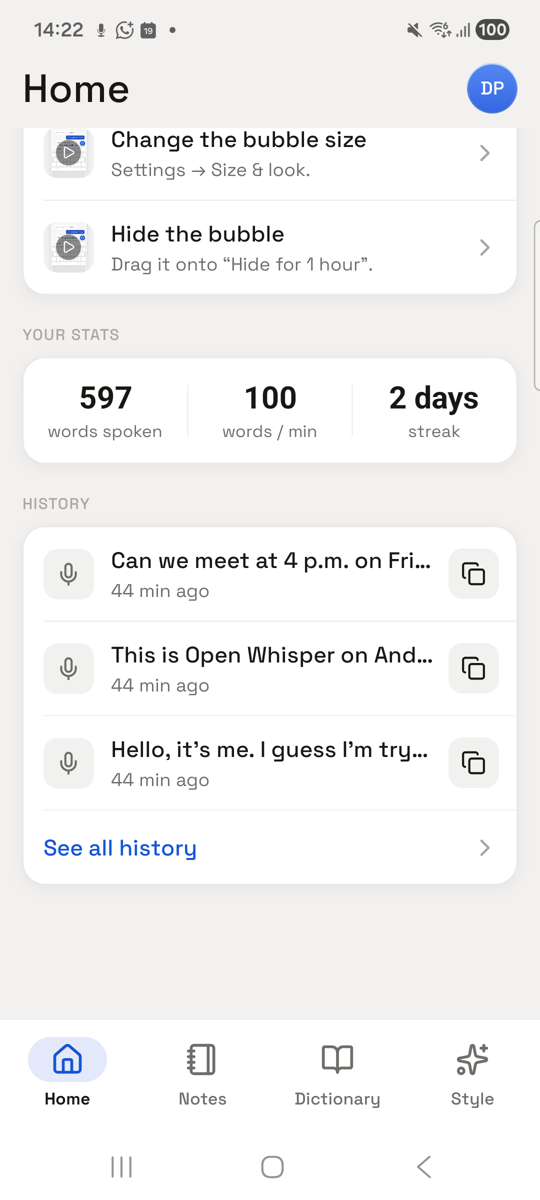 14:22
19
100
Home
DP
Change the bubble size
Settings → Size & look.
Hide the bubble
Drag it onto “Hide for 1 hour”.
YOUR STATS
597
words spoken
100
words / min
2 days
streak
HISTORY
Can we meet at 4 p.m. on Fri...
44 min ago
This is Open Whisper on And...
44 min ago
Hello, it’s me. I guess I’m try...
44 min ago
See all history
Home
Notes
Dictionary
Style